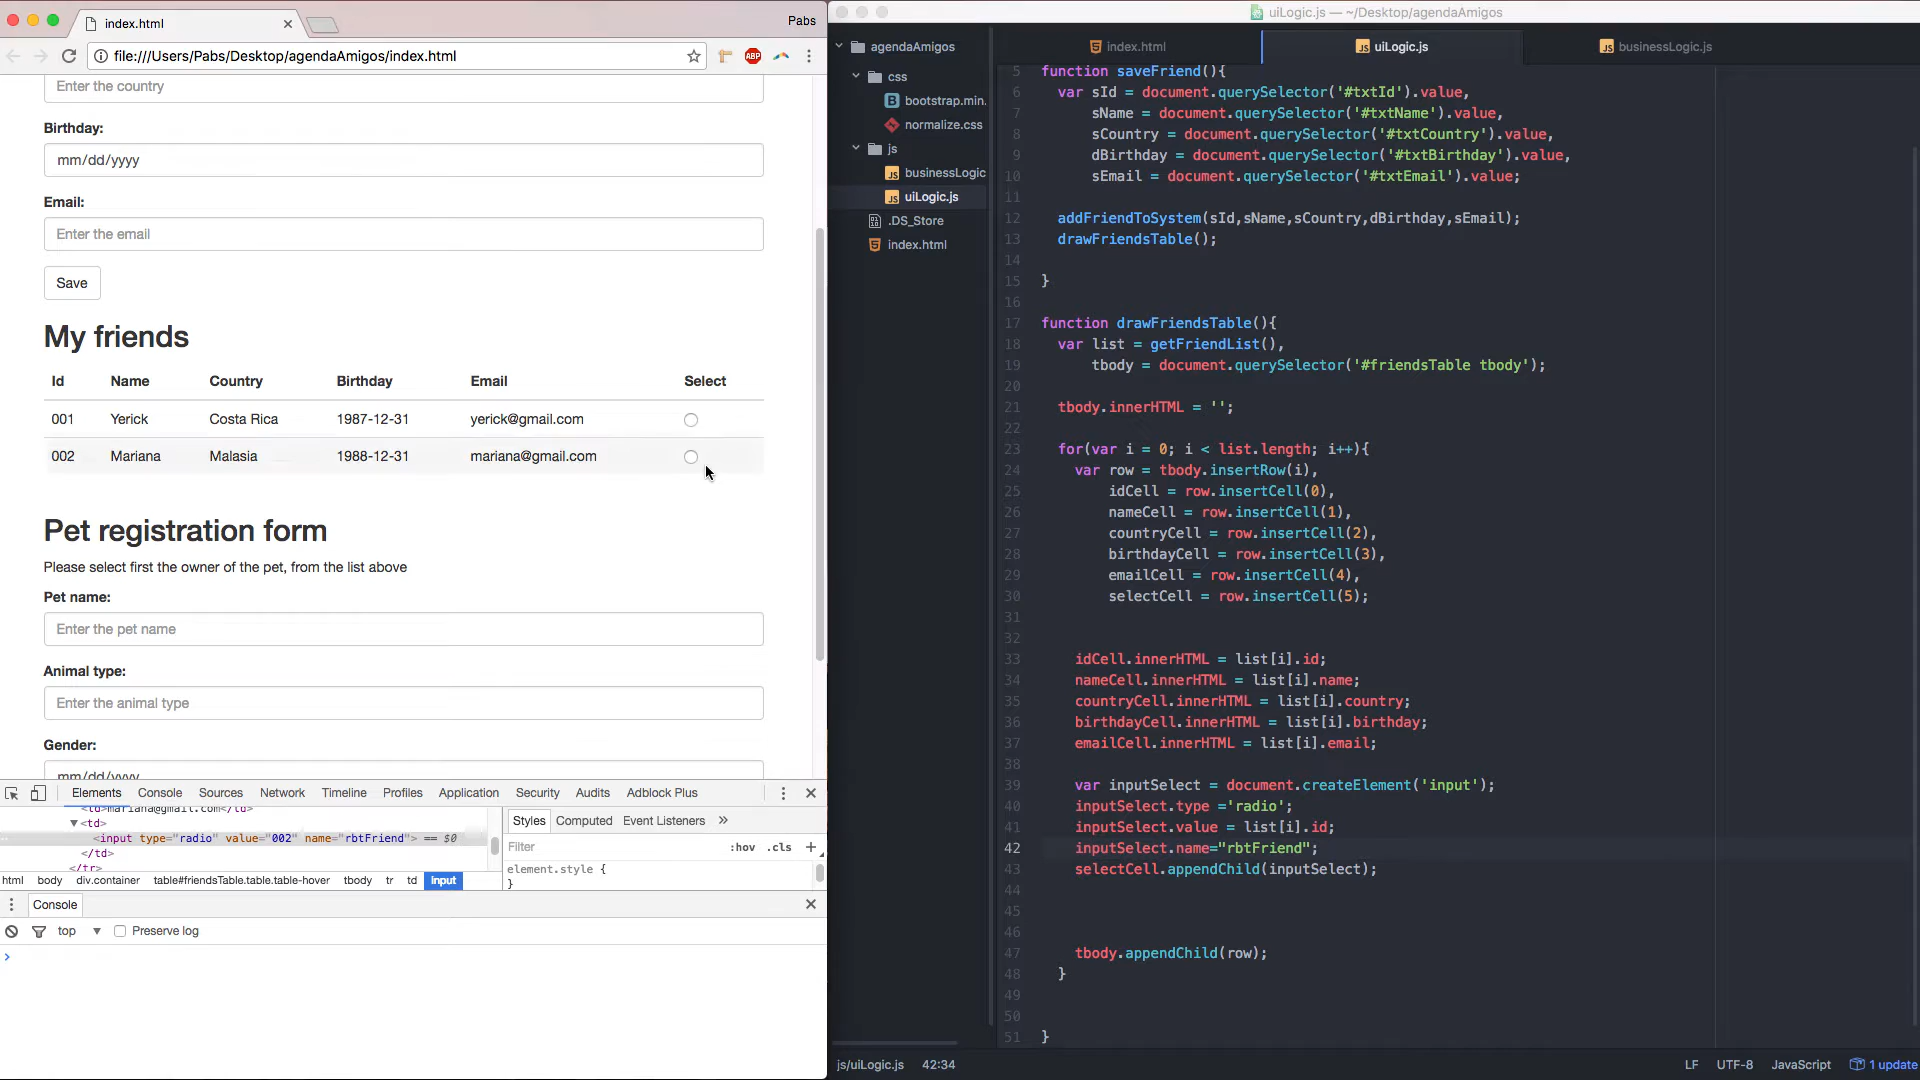 index.html
Pabs
file:///Users/Pabs/Desktop/agendaAmigos/index.html
ABP
Enter the country
Birthday:
mm/dd/yyyy
Email:
Enter the email
Save
My friends
Id Name Country Birthday Email Select
001 Yerick Costa Rica 1987-12-31 yerick@gmail.com
002 Mariana Malasia 1988-12-31 mariana@gmail.com
Pet registration form
Please select first the owner of the pet, from the list above
Pet name:
Enter the pet name
Animal type:
Enter the animal type
Gender:
mm/dd/yyyy
Elements Console Sources Network Timeline Profiles Application Security Audits Adblock Plus
<td>mariana@gmail.com</td>
▼<td>
<input type="radio" value="002" name="rbtFriend"> == $0
</td>
</tr>
html body div.container table#friendsTable.table.table-hover tbody tr td input
Styles Computed Event Listeners »
Filter :hov .cls +
element.style {
}
Console
top ▼ Preserve log
>
uiLogic.js — ~/Desktop/agendaAmigos
agendaAmigos
css
bootstrap.min.
normalize.css
js
businessLogic
uiLogic.js
.DS_Store
index.html
index.html uiLogic.js businessLogic.js
5 function saveFriend(){
6 var sId = document.querySelector('#txtId').value,
7 sName = document.querySelector('#txtName').value,
8 sCountry = document.querySelector('#txtCountry').value,
9 dBirthday = document.querySelector('#txtBirthday').value,
10 sEmail = document.querySelector('#txtEmail').value;
11
12 addFriendToSystem(sId,sName,sCountry,dBirthday,sEmail);
13 drawFriendsTable();
14
15 }
16
17 function drawFriendsTable(){
18 var list = getFriendList(),
19 tbody = document.querySelector('#friendsTable tbody');
20
21 tbody.innerHTML = '';
22
23 for(var i = 0; i < list.length; i++){
24 var row = tbody.insertRow(i),
25 idCell = row.insertCell(0),
26 nameCell = row.insertCell(1),
27 countryCell = row.insertCell(2),
28 birthdayCell = row.insertCell(3),
29 emailCell = row.insertCell(4),
30 selectCell = row.insertCell(5);
31
32
33 idCell.innerHTML = list[i].id;
34 nameCell.innerHTML = list[i].name;
35 countryCell.innerHTML = list[i].country;
36 birthdayCell.innerHTML = list[i].birthday;
37 emailCell.innerHTML = list[i].email;
38
39 var inputSelect = document.createElement('input');
40 inputSelect.type ='radio';
41 inputSelect.value = list[i].id;
42 inputSelect.name="rbtFriend";
43 selectCell.appendChild(inputSelect);
44
45
46
47 tbody.appendChild(row);
48 }
49
50
51 }
js/uiLogic.js 42:34 LF UTF-8 JavaScript 1 update